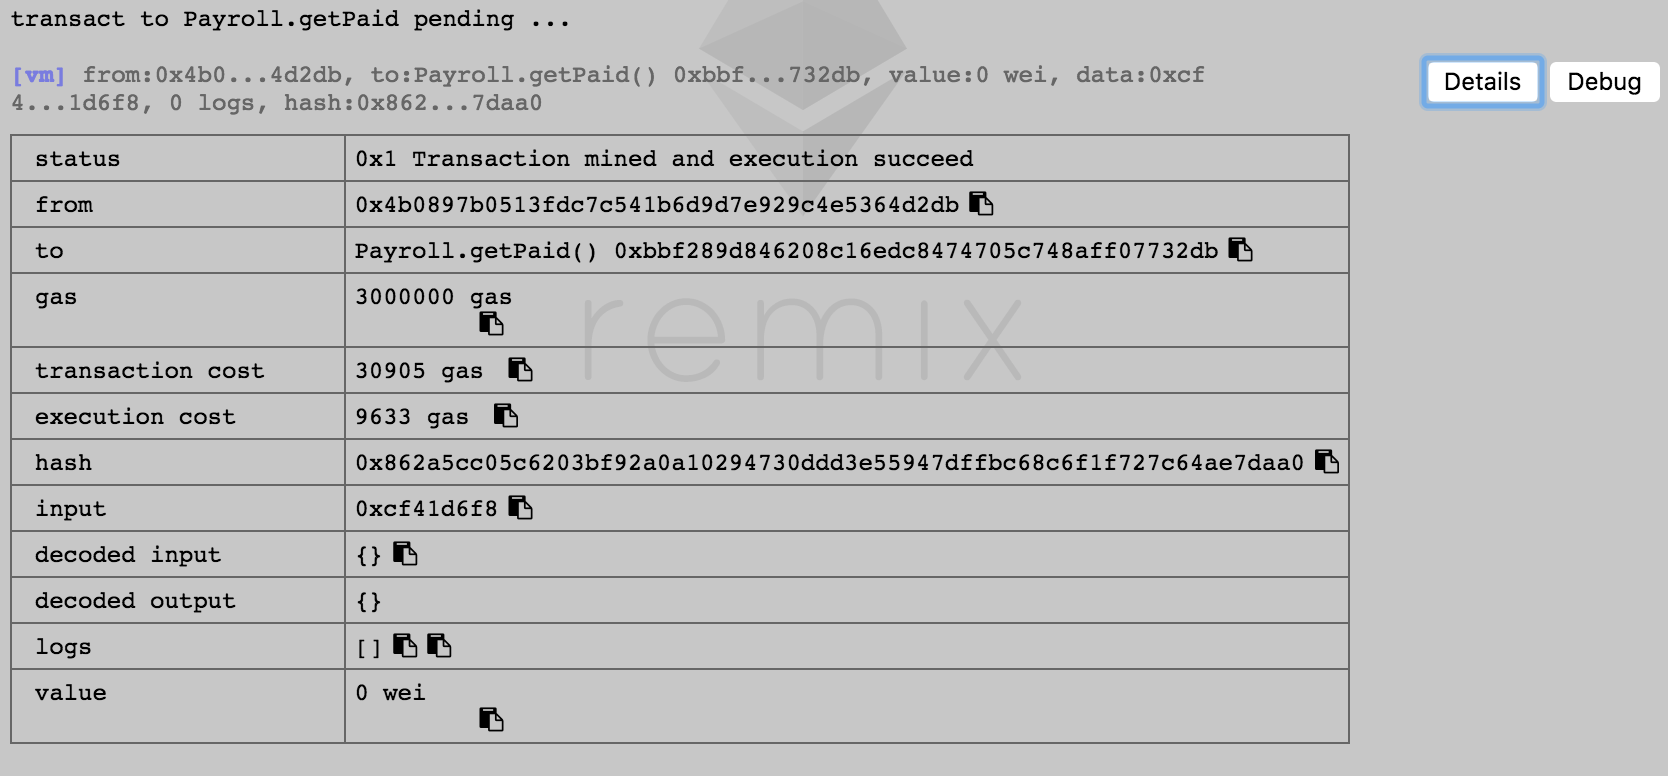 transact to Payroll.getPaid pending ...
[vm] from:0x4b0...4d2db, to:Payroll.getPaid() 0xbbf...732db, value:0 wei, data:0xcf
4...1d6f8, 0 logs, hash:0x862...7daa0
Details Debug
status 0x1 Transaction mined and execution succeed
from 0x4b0897b0513fdc7c541b6d9d7e929c4e5364d2db
to Payroll.getPaid() 0xbbf289d846208c16edc8474705c748aff07732db
gas 3000000 gas
remix
transaction cost 30905 gas
execution cost 9633 gas
hash 0x862a5cc05c6203bf92a0a10294730ddd3e55947dffbc68c6f1f727c64ae7daa0
input 0xcf41d6f8
decoded input {}
decoded output {}
logs []
value 0 wei